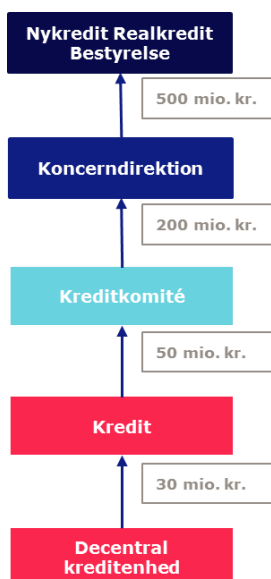 Nykredit Realkredit
Bestyrelse
500 mio. kr.
Koncerndirektion
200 mio. kr.
Kreditkomité
50 mio. kr.
Kredit
30 mio. kr.
Decentral
kreditenhed